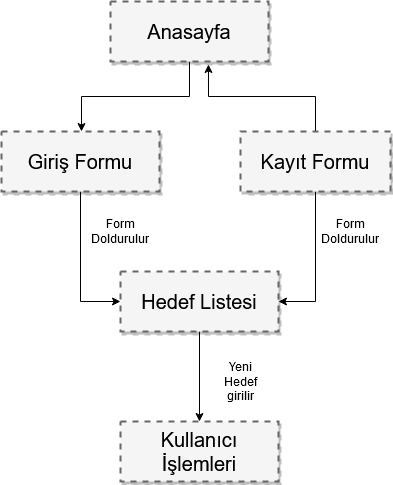 Anasayfa
Giriş Formu
Kayıt Formu
Form
Doldurulur
Form
Doldurulur
Hedef Listesi
Yeni
Hedef
girilir
Kullanıcı
İşlemleri